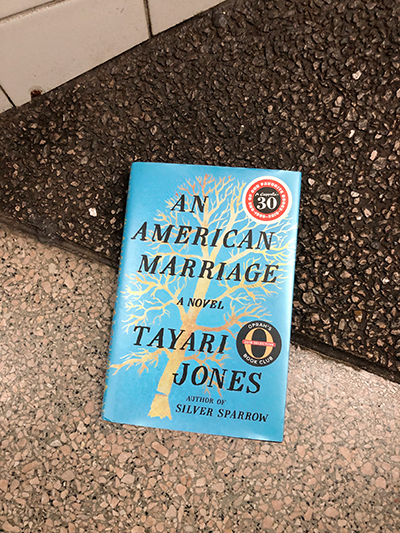 AN
AMERICAN
MARRIAGE
A NOVEL
TAYARI
JONES
AUTHOR OF
SILVER SPARROW
30
OPRAH'S
BOOK CLUB